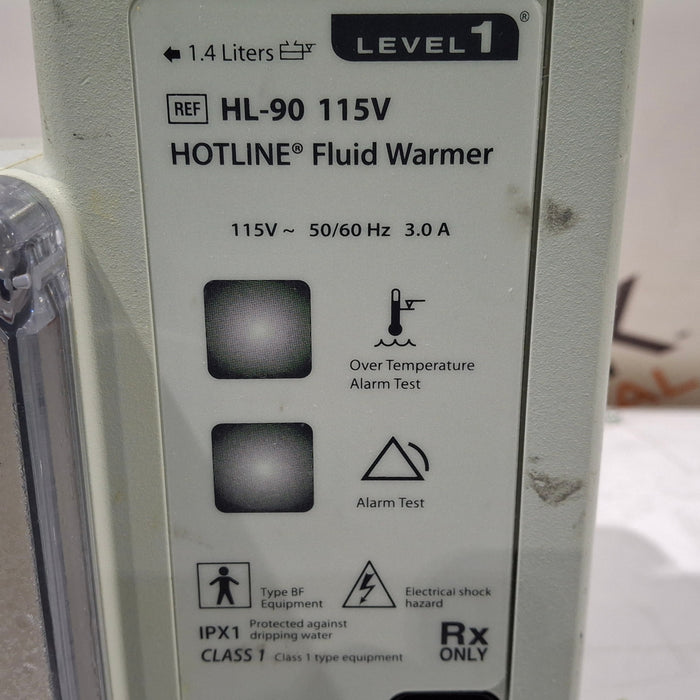 1.4 Liters
LEVEL 1®
REF HL-90 115V
HOTLINE® Fluid Warmer
115V ~ 50/60 Hz 3.0 A
Over Temperature
Alarm Test
Alarm Test
Type BF
Equipment
Electrical shock
hazard
IPX1 Protected against
dripping water
CLASS 1 Class 1 type equipment
Rx
ONLY
AL